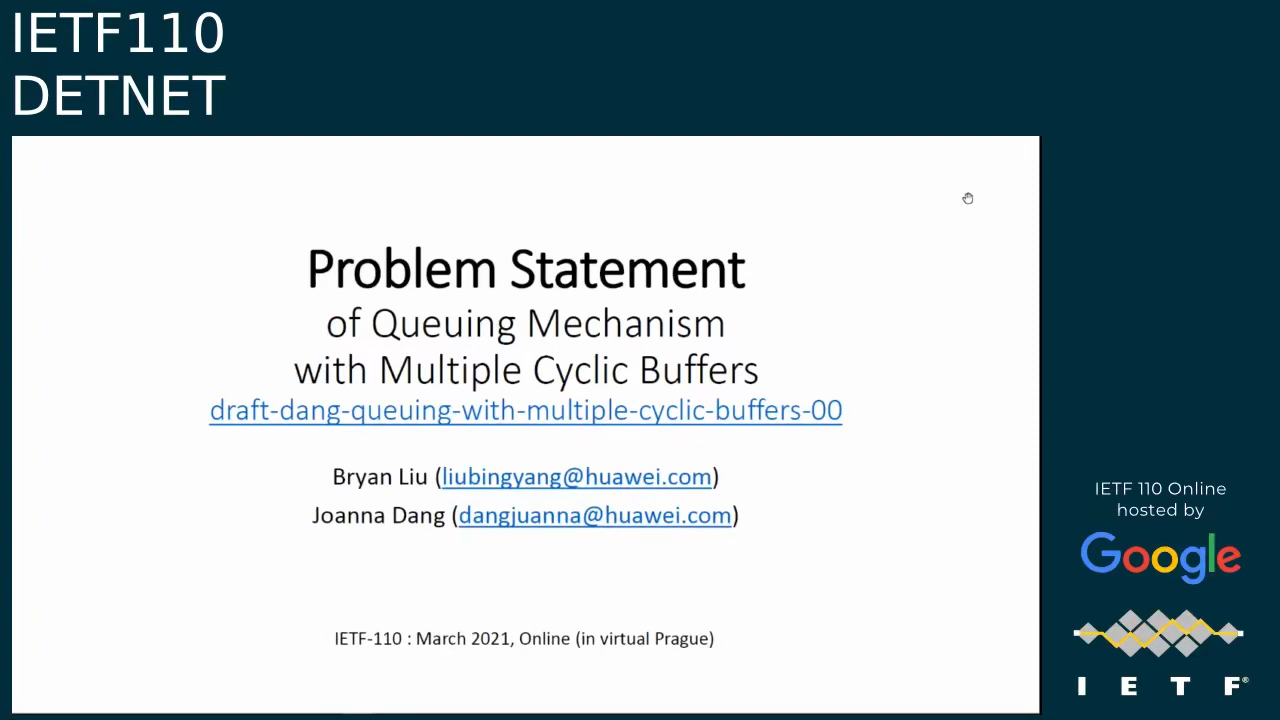 IETF110
DETNET
Problem Statement
of Queuing Mechanism
with Multiple Cyclic Buffers
draft-dang-queuing-with-multiple-cyclic-buffers-00
Bryan Liu (liubingyang@huawei.com)
Joanna Dang (dangjuanna@huawei.com)
IETF-110 : March 2021, Online (in virtual Prague)
IETF 110 Online
hosted by
Google
I E T F®